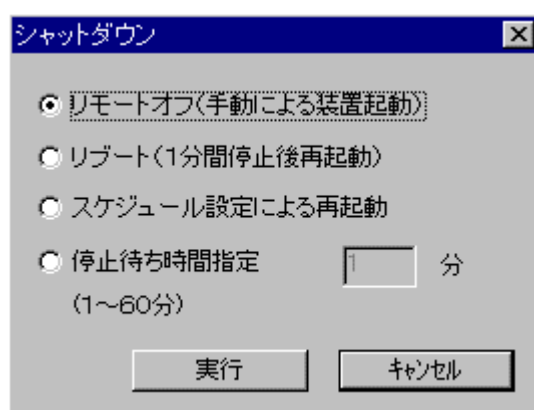 シャットダウン
リモートオフ(手動による装置起動)
リブート(1分間停止後再起動)
スケジュール設定による再起動
停止待ち時間指定 1 分
(1~60分)
実行 ｷｬﾝｾﾙ